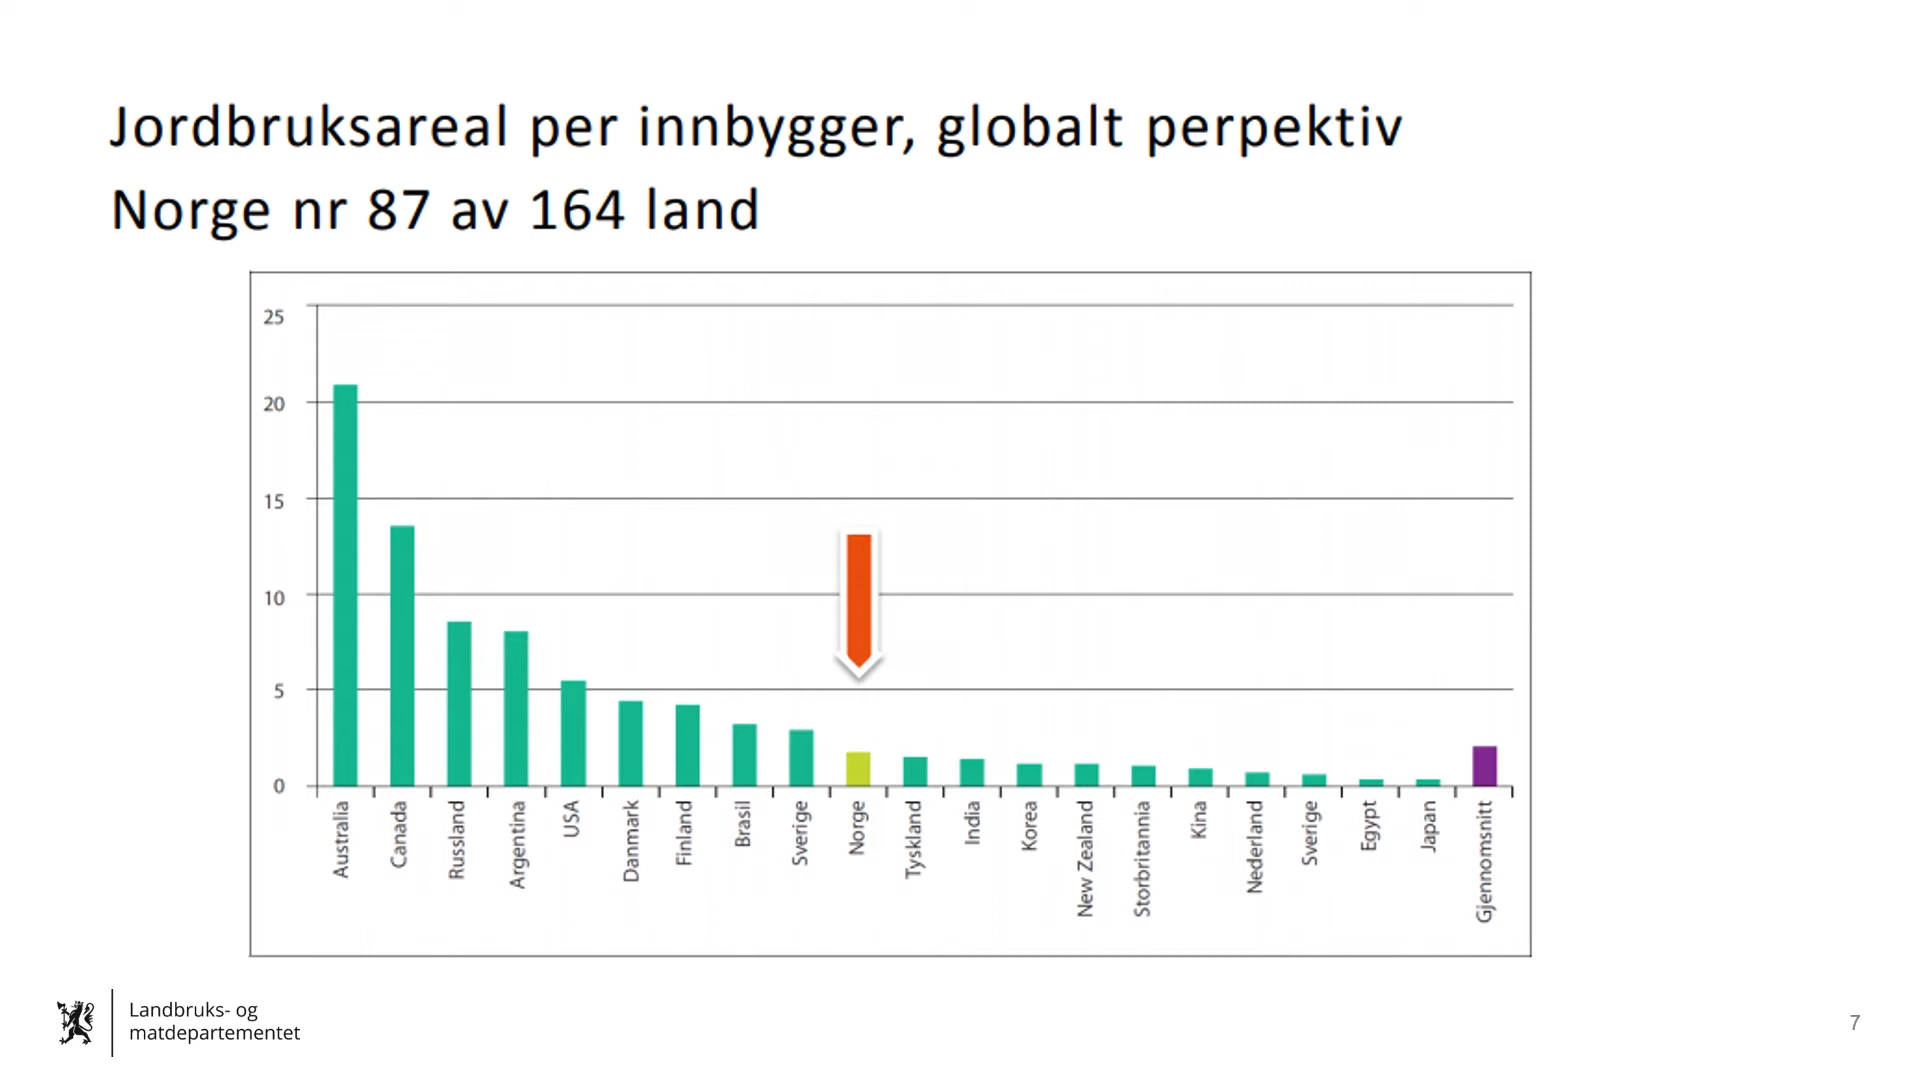 Jordbruksareal per innbygger, globalt perpektiv
Norge nr 87 av 164 land
25
20
15
10
5
0
Australia
Canada
Russland
Argentina
USA
Danmark
Finland
Brasil
Sverige
Norge
Tyskland
India
Korea
New Zealand
Storbritannia
Kina
Nederland
Sverige
Egypt
Japan
Gjennomsnitt
Landbruks- og
matdepartementet
7